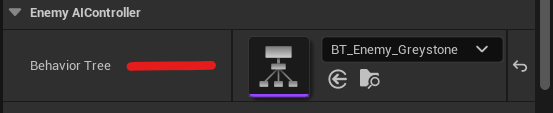 Enemy AIController
Behavior Tree
BT_Enemy_Greystone